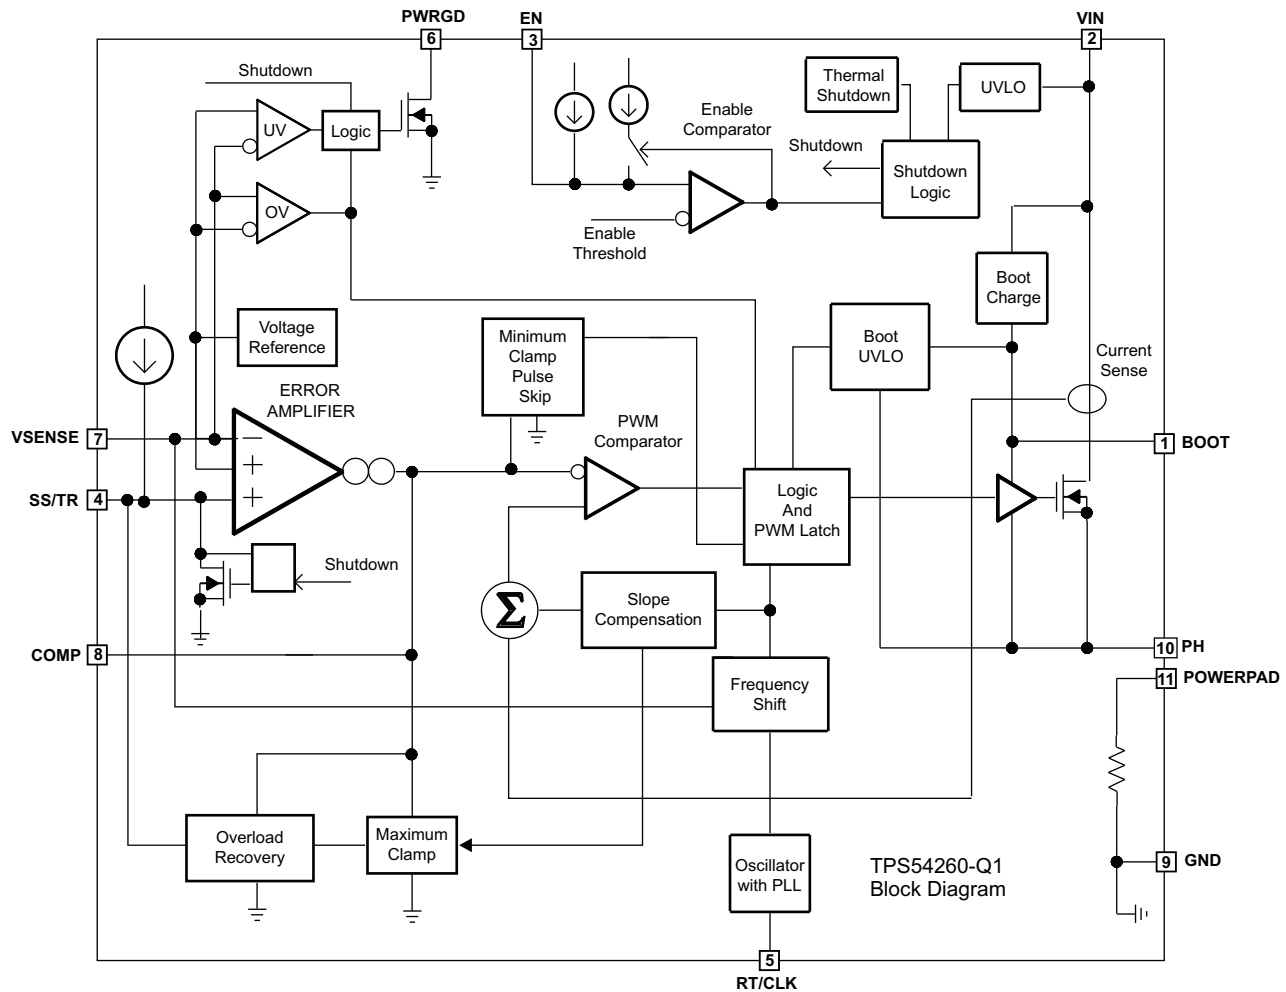 PWRGD
EN
VIN
6
3
2
Shutdown
Thermal
Shutdown
UVLO
UV
Logic
Enable
Comparator
Shutdown
Shutdown
Logic
OV
Enable
Threshold
Boot
Charge
Voltage
Reference
Minimum
Clamp
Pulse
Skip
Boot
UVLO
Current
Sense
ERROR
AMPLIFIER
PWM
Comparator
VSENSE
7
−
+
+
1
BOOT
SS/TR
4
Logic
And
PWM Latch
Shutdown
Σ
Slope
Compensation
COMP
8
10
PH
11
POWERPAD
Frequency
Shift
Overload
Recovery
Maximum
Clamp
Oscillator
with PLL
TPS54260-Q1
Block Diagram
9
GND
5
RT/CLK